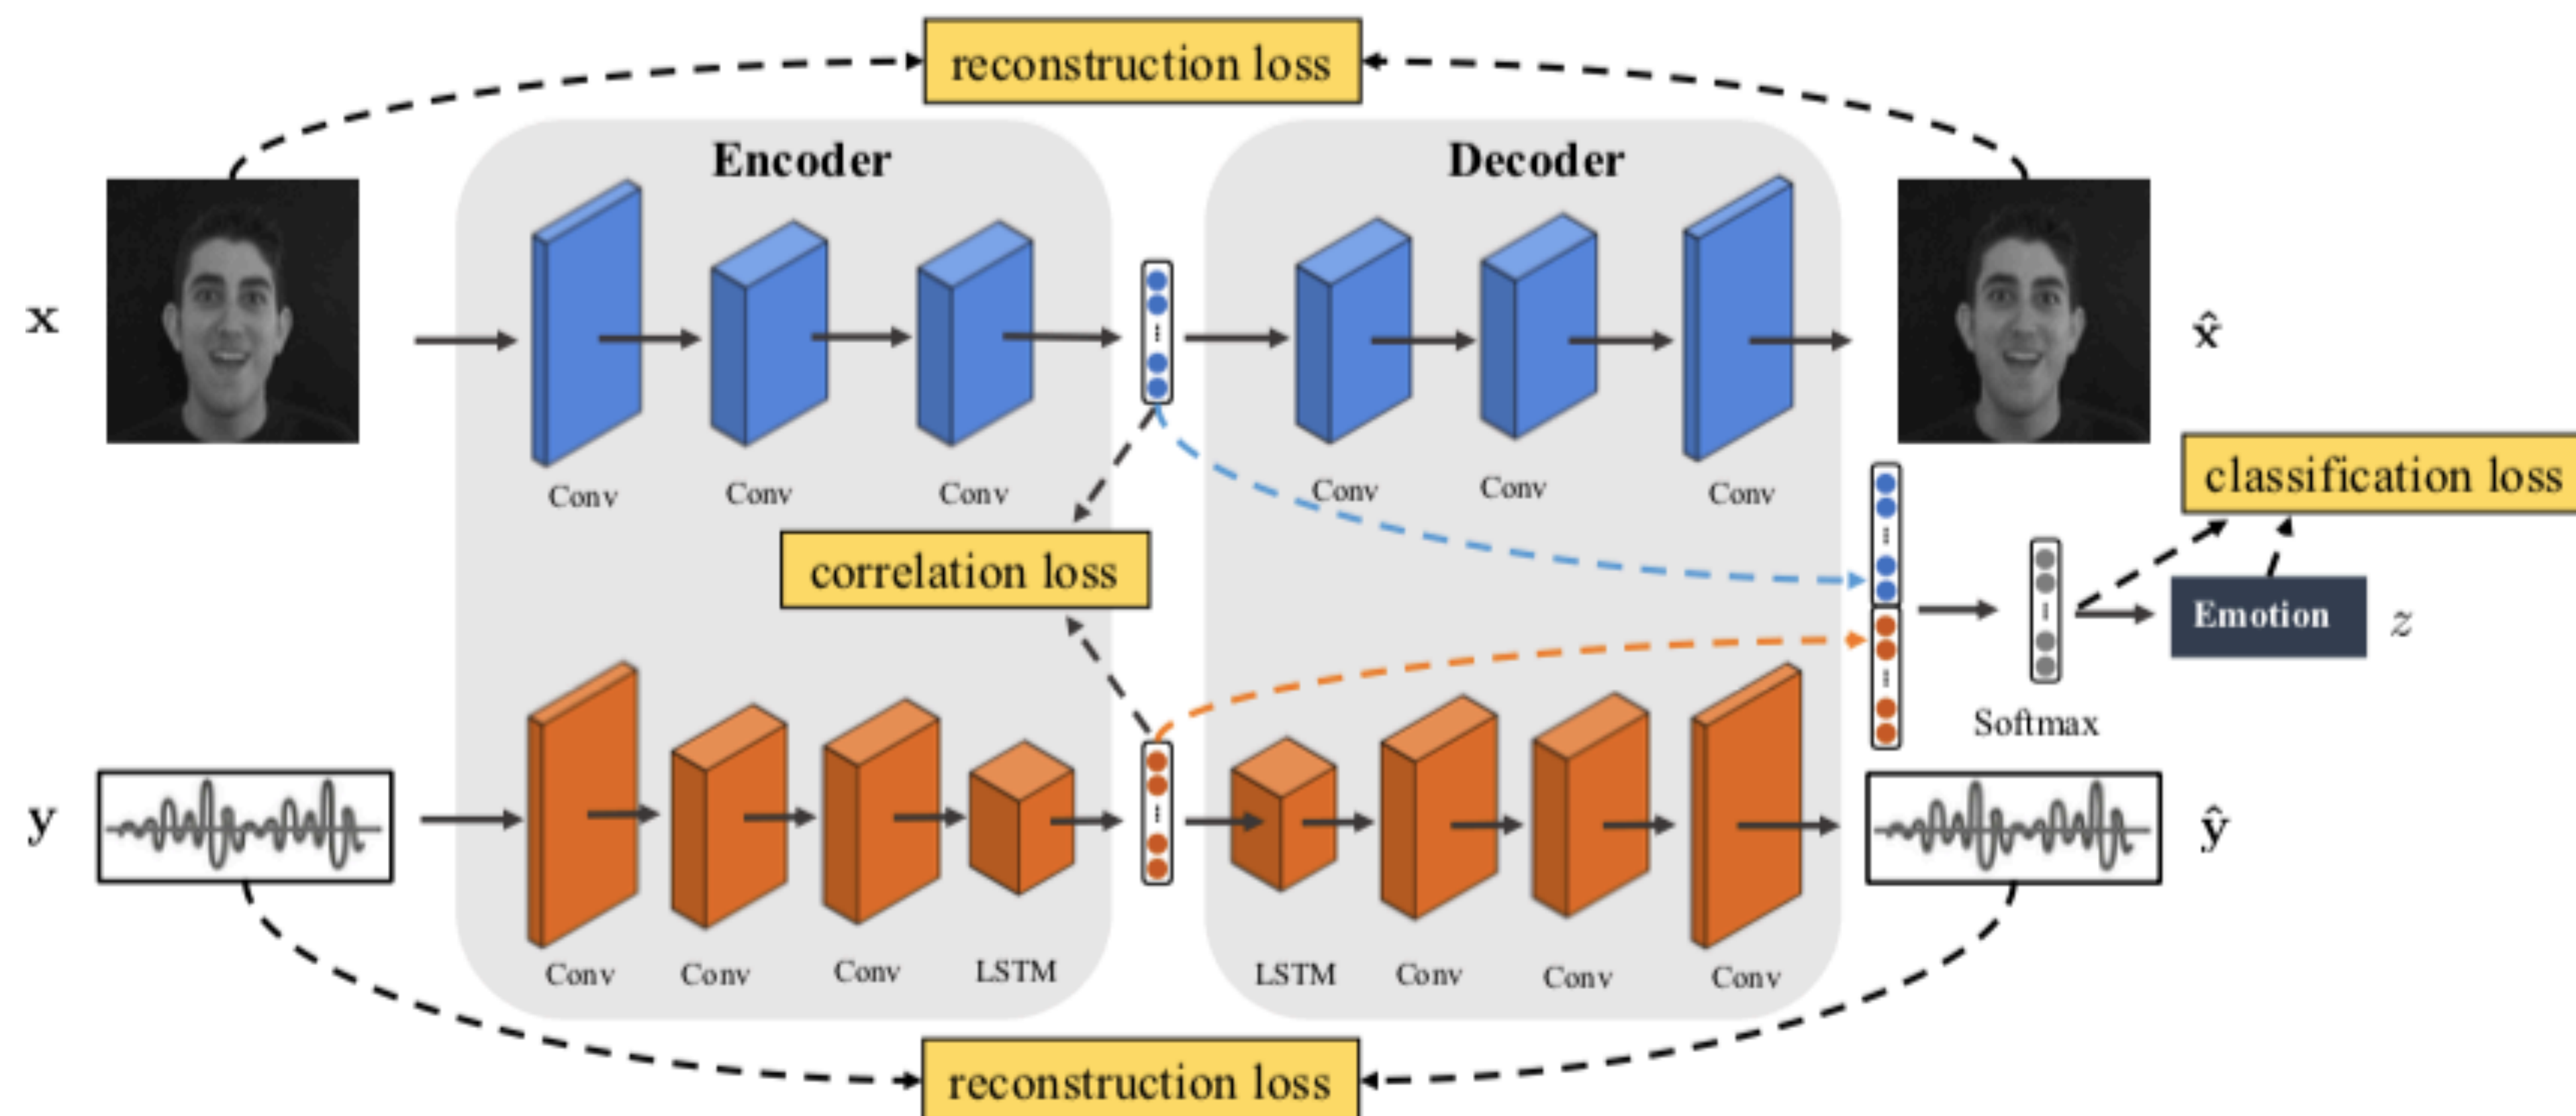 reconstruction loss
Encoder
Decoder
x
x̂
Conv
Conv
Conv
Conv
Conv
Conv
classification loss
correlation loss
Emotion
z
Softmax
y
ŷ
Conv
Conv
Conv
LSTM
LSTM
Conv
Conv
Conv
reconstruction loss